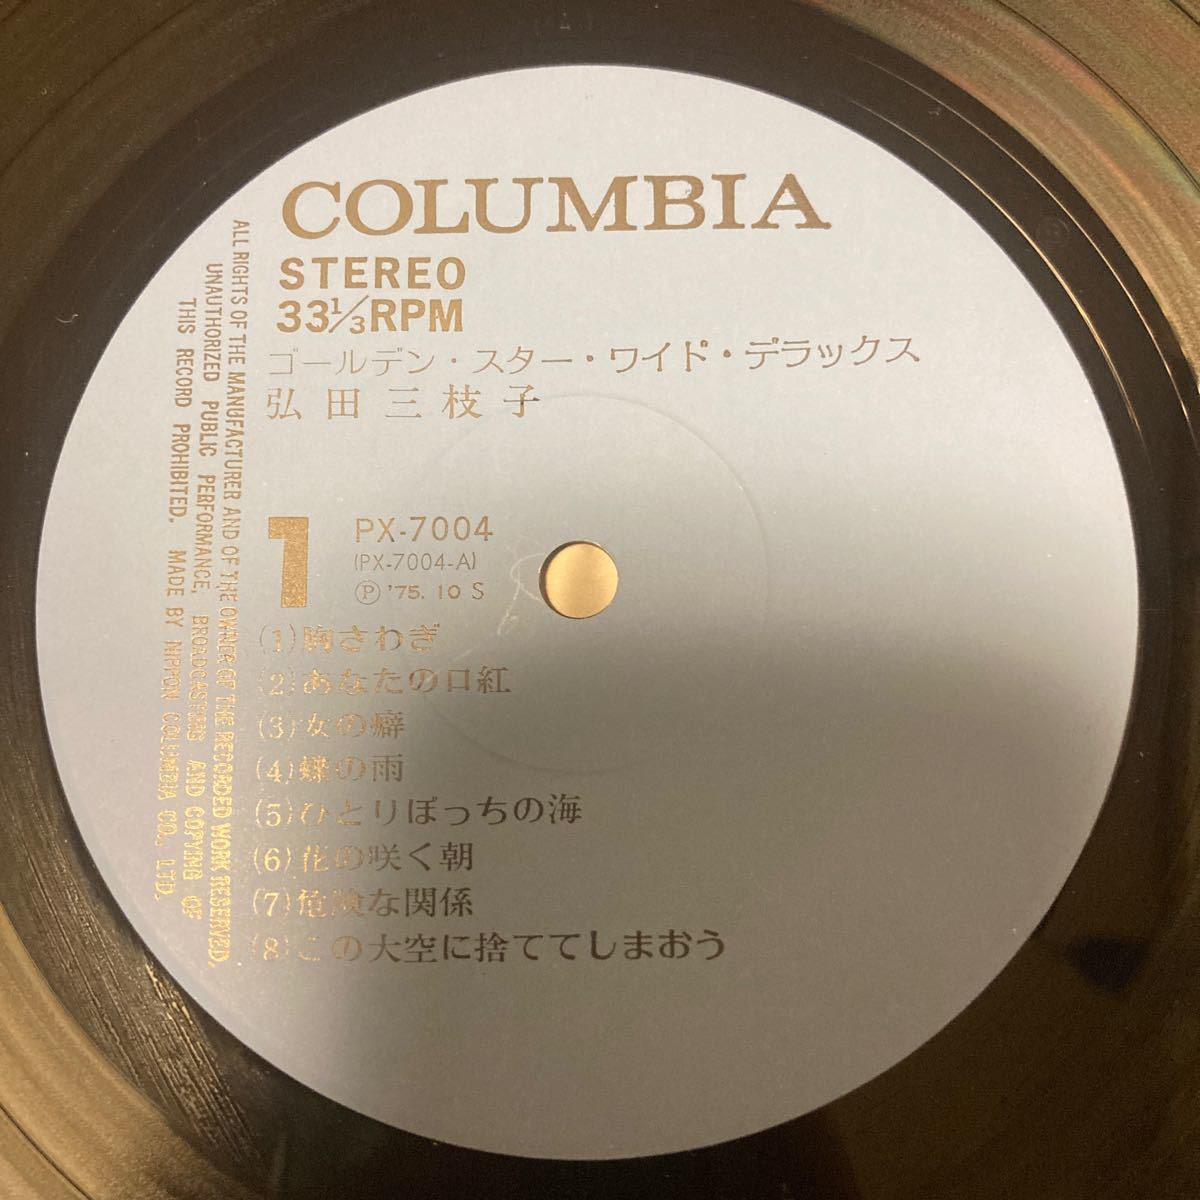 COLUMBIA
STEREO
33⅓RPM
ゴールデン・スター・ワイド・デラックス
弘田三枝子
1
PX-7004
(PX-7004-A)
Ⓟ '75. 10 S
(1)胸さわぎ
(2)あなたの口紅
(3)女の癖
(4)蝶の雨
(5)ひとりぼっちの海
(6)花の咲く朝
(7)危険な関係
(8)この大空に捨ててしまおう
ALL RIGHTS OF THE MANUFACTURER AND OF THE OWNER OF THE RECORDED WORK RESERVED.
UNAUTHORIZED PUBLIC PERFORMANCE, BROADCASTING AND COPYING OF
THIS RECORD PROHIBITED. MADE BY NIPPON COLUMBIA CO., LTD.